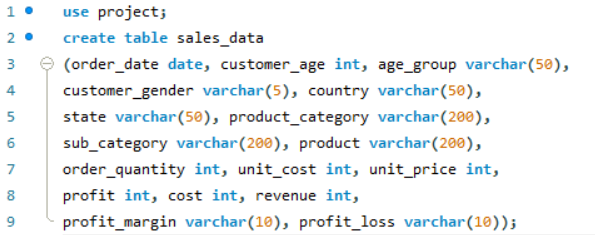 1 use project;
2 create table sales_data
3 (order_date date, customer_age int, age_group varchar(50),
4 customer_gender varchar(5), country varchar(50),
5 state varchar(50), product_category varchar(200),
6 sub_category varchar(200), product varchar(200),
7 order_quantity int, unit_cost int, unit_price int,
8 profit int, cost int, revenue int,
9 profit_margin varchar(10), profit_loss varchar(10));